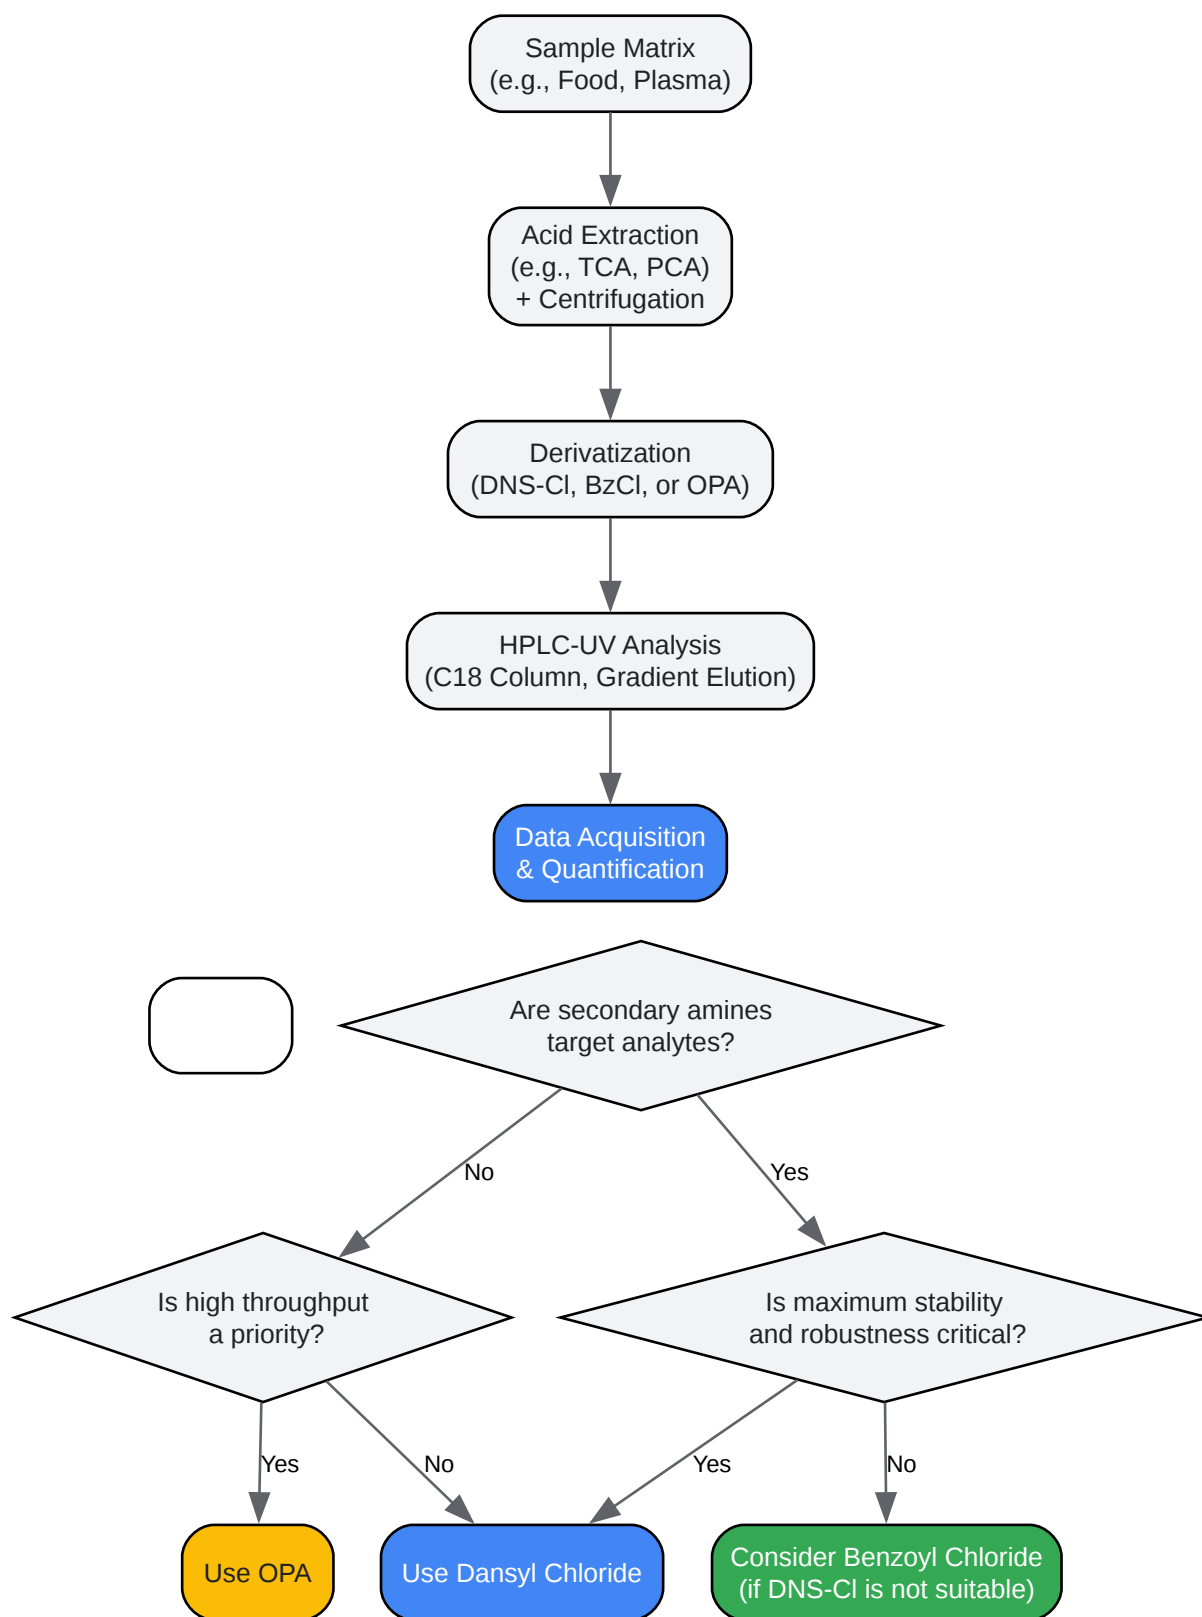 Sample Matrix
(e.g., Food, Plasma)
Acid Extraction
(e.g., TCA, PCA)
+ Centrifugation
Derivatization
(DNS-Cl, BzCl, or OPA)
HPLC-UV Analysis
(C18 Column, Gradient Elution)
Data Acquisition
& Quantification
Are secondary amines
target analytes?
No
Yes
Is high throughput
a priority?
Is maximum stability
and robustness critical?
Yes
No
Yes
No
Use OPA
Use Dansyl Chloride
Consider Benzoyl Chloride
(if DNS-Cl is not suitable)